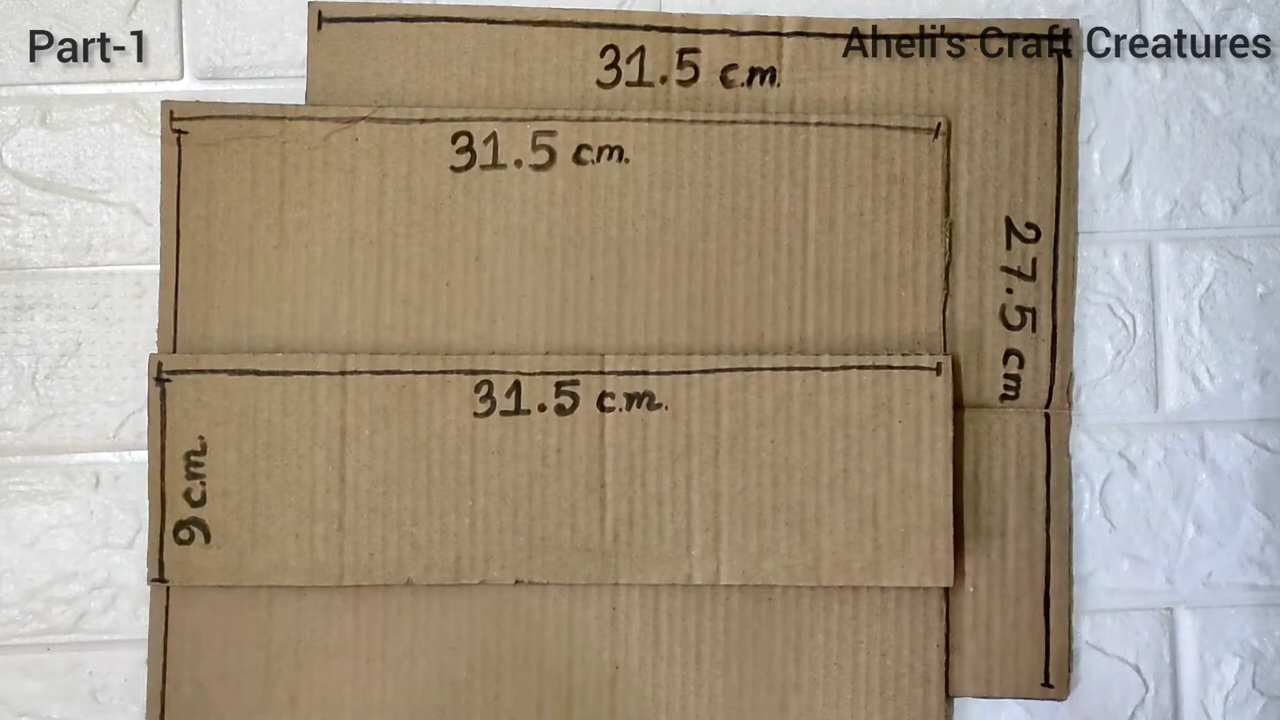 Part-1
Aheli's Craft Creatures
31.5 c.m.
31.5 c.m.
27.5 cm
31.5 c.m.
9 c.m.